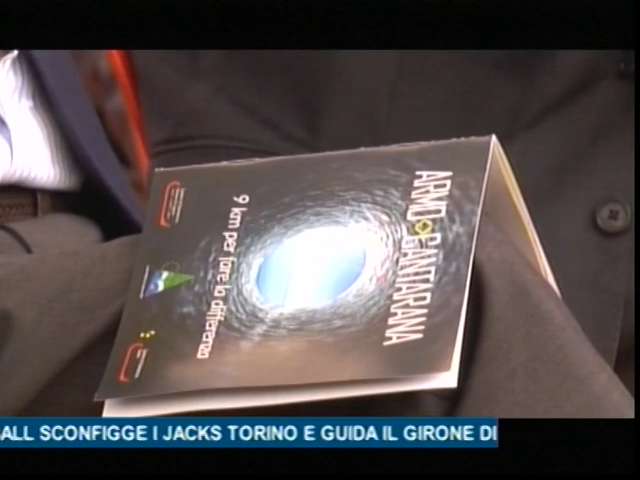 ARMO CANTARANA
9 km per fare la differenza
ALL SCONFIGGE I JACKS TORINO E GUIDA IL GIRONE DI